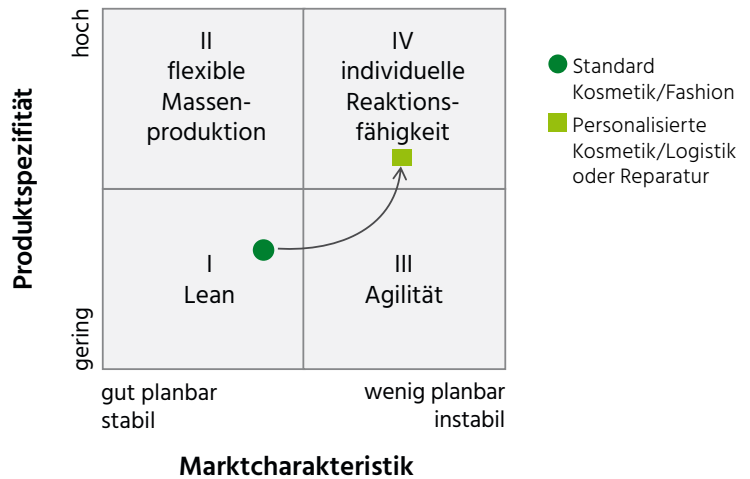 Produktspezifität
hoch
gering
II
flexible
Massen-
produktion
IV
individuelle
Reaktions-
fähigkeit
I
Lean
III
Agilität
gut planbar
stabil
wenig planbar
instabil
Marktcharakteristik
Standard
Kosmetik/Fashion
Personalisierte
Kosmetik/Logistik
oder Reparatur